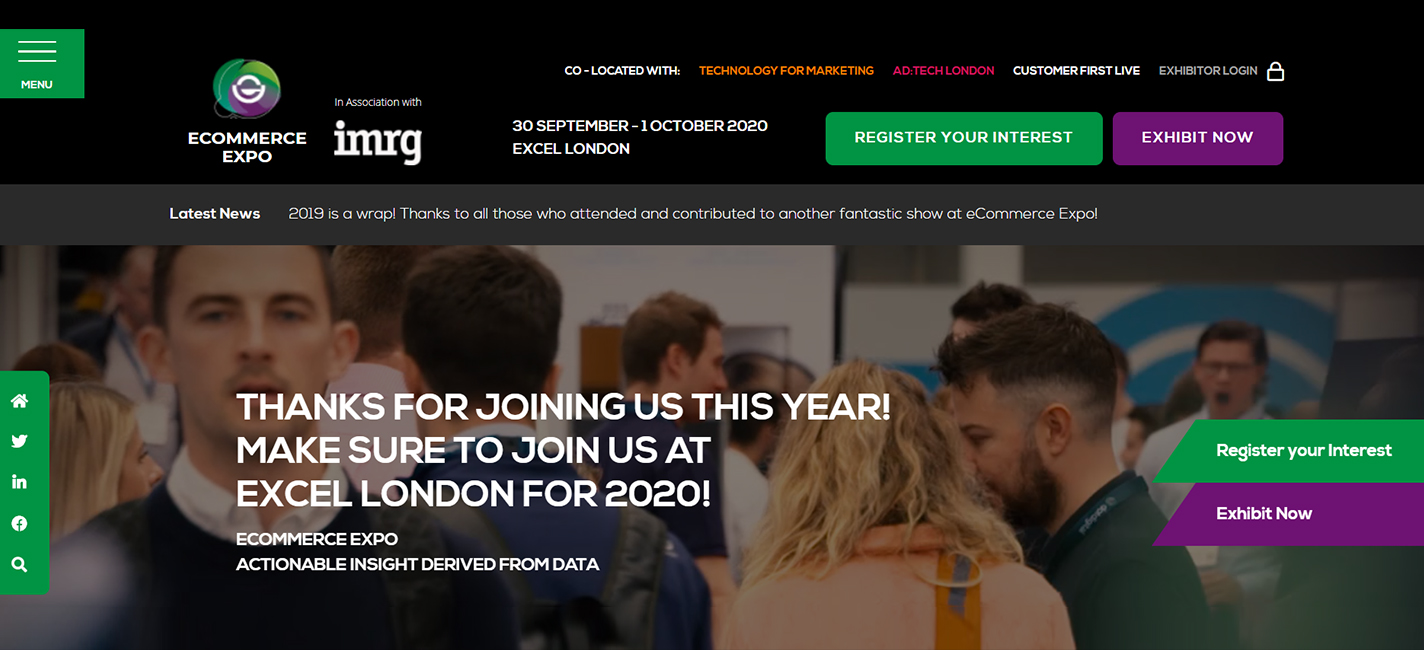 MENU
ECOMMERCE
EXPO
In Association with
imrg
CO - LOCATED WITH: TECHNOLOGY FOR MARKETING AD:TECH LONDON CUSTOMER FIRST LIVE EXHIBITOR LOGIN
30 SEPTEMBER - 1 OCTOBER 2020
EXCEL LONDON
REGISTER YOUR INTEREST
EXHIBIT NOW
Latest News 2019 is a wrap! Thanks to all those who attended and contributed to another fantastic show at eCommerce Expo!
THANKS FOR JOINING US THIS YEAR!
MAKE SURE TO JOIN US AT
EXCEL LONDON FOR 2020!
ECOMMERCE EXPO
ACTIONABLE INSIGHT DERIVED FROM DATA
Register your Interest
Exhibit Now